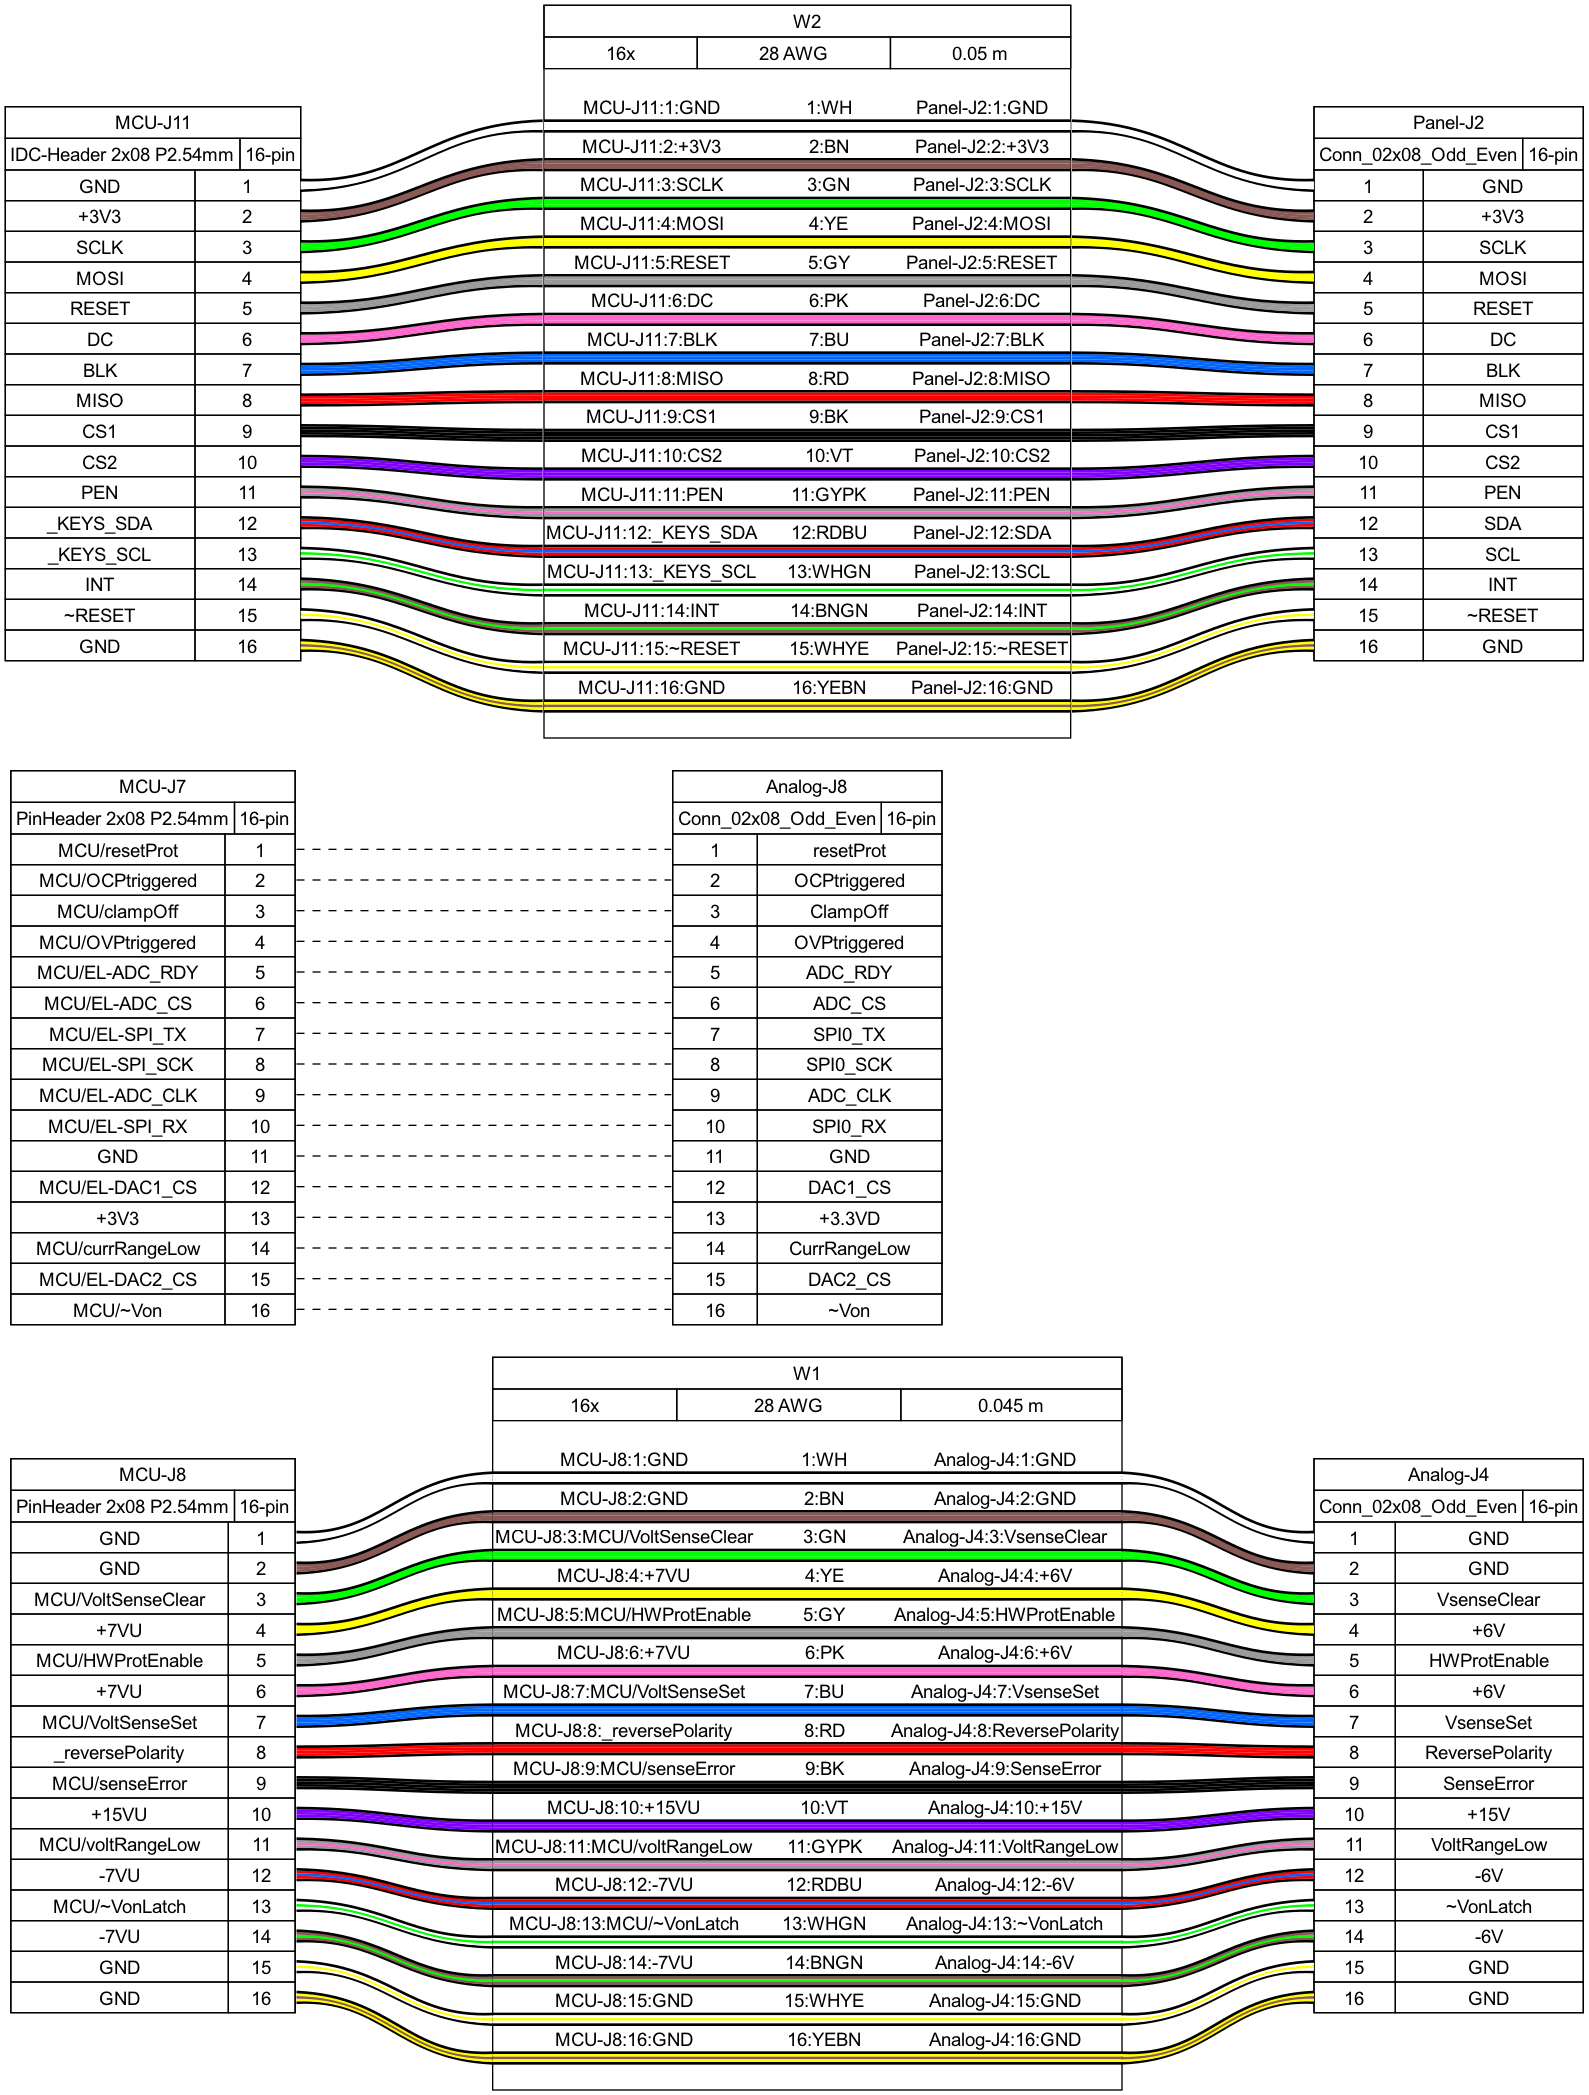 W2
16x 28 AWG 0.05 m
MCU-J11
IDC-Header 2x08 P2.54mm 16-pin
GND 1
+3V3 2
SCLK 3
MOSI 4
RESET 5
DC 6
BLK 7
MISO 8
CS1 9
CS2 10
PEN 11
_KEYS_SDA 12
_KEYS_SCL 13
INT 14
~RESET 15
GND 16
MCU-J11:1:GND 1:WH Panel-J2:1:GND
MCU-J11:2:+3V3 2:BN Panel-J2:2:+3V3
MCU-J11:3:SCLK 3:GN Panel-J2:3:SCLK
MCU-J11:4:MOSI 4:YE Panel-J2:4:MOSI
MCU-J11:5:RESET 5:GY Panel-J2:5:RESET
MCU-J11:6:DC 6:PK Panel-J2:6:DC
MCU-J11:7:BLK 7:BU Panel-J2:7:BLK
MCU-J11:8:MISO 8:RD Panel-J2:8:MISO
MCU-J11:9:CS1 9:BK Panel-J2:9:CS1
MCU-J11:10:CS2 10:VT Panel-J2:10:CS2
MCU-J11:11:PEN 11:GYPK Panel-J2:11:PEN
MCU-J11:12:_KEYS_SDA 12:RDBU Panel-J2:12:SDA
MCU-J11:13:_KEYS_SCL 13:WHGN Panel-J2:13:SCL
MCU-J11:14:INT 14:BNGN Panel-J2:14:INT
MCU-J11:15:~RESET 15:WHYE Panel-J2:15:~RESET
MCU-J11:16:GND 16:YEBN Panel-J2:16:GND
Panel-J2
Conn_02x08_Odd_Even 16-pin
1 GND
2 +3V3
3 SCLK
4 MOSI
5 RESET
6 DC
7 BLK
8 MISO
9 CS1
10 CS2
11 PEN
12 SDA
13 SCL
14 INT
15 ~RESET
16 GND
MCU-J7
PinHeader 2x08 P2.54mm 16-pin
MCU/resetProt 1
MCU/OCPtriggered 2
MCU/clampOff 3
MCU/OVPtriggered 4
MCU/EL-ADC_RDY 5
MCU/EL-ADC_CS 6
MCU/EL-SPI_TX 7
MCU/EL-SPI_SCK 8
MCU/EL-ADC_CLK 9
MCU/EL-SPI_RX 10
GND 11
MCU/EL-DAC1_CS 12
+3V3 13
MCU/currRangeLow 14
MCU/EL-DAC2_CS 15
MCU/~Von 16
Analog-J8
Conn_02x08_Odd_Even 16-pin
1 resetProt
2 OCPtriggered
3 ClampOff
4 OVPtriggered
5 ADC_RDY
6 ADC_CS
7 SPI0_TX
8 SPI0_SCK
9 ADC_CLK
10 SPI0_RX
11 GND
12 DAC1_CS
13 +3.3VD
14 CurrRangeLow
15 DAC2_CS
16 ~Von
W1
16x 28 AWG 0.045 m
MCU-J8
PinHeader 2x08 P2.54mm 16-pin
GND 1
GND 2
MCU/VoltSenseClear 3
+7VU 4
MCU/HWProtEnable 5
+7VU 6
MCU/VoltSenseSet 7
_reversePolarity 8
MCU/senseError 9
+15VU 10
MCU/voltRangeLow 11
-7VU 12
MCU/~VonLatch 13
-7VU 14
GND 15
GND 16
MCU-J8:1:GND 1:WH Analog-J4:1:GND
MCU-J8:2:GND 2:BN Analog-J4:2:GND
MCU-J8:3:MCU/VoltSenseClear 3:GN Analog-J4:3:VsenseClear
MCU-J8:4:+7VU 4:YE Analog-J4:4:+6V
MCU-J8:5:MCU/HWProtEnable 5:GY Analog-J4:5:HWProtEnable
MCU-J8:6:+7VU 6:PK Analog-J4:6:+6V
MCU-J8:7:MCU/VoltSenseSet 7:BU Analog-J4:7:VsenseSet
MCU-J8:8:_reversePolarity 8:RD Analog-J4:8:ReversePolarity
MCU-J8:9:MCU/senseError 9:BK Analog-J4:9:SenseError
MCU-J8:10:+15VU 10:VT Analog-J4:10:+15V
MCU-J8:11:MCU/voltRangeLow 11:GYPK Analog-J4:11:VoltRangeLow
MCU-J8:12:-7VU 12:RDBU Analog-J4:12:-6V
MCU-J8:13:MCU/~VonLatch 13:WHGN Analog-J4:13:~VonLatch
MCU-J8:14:-7VU 14:BNGN Analog-J4:14:-6V
MCU-J8:15:GND 15:WHYE Analog-J4:15:GND
MCU-J8:16:GND 16:YEBN Analog-J4:16:GND
Analog-J4
Conn_02x08_Odd_Even 16-pin
1 GND
2 GND
3 VsenseClear
4 +6V
5 HWProtEnable
6 +6V
7 VsenseSet
8 ReversePolarity
9 SenseError
10 +15V
11 VoltRangeLow
12 -6V
13 ~VonLatch
14 -6V
15 GND
16 GND